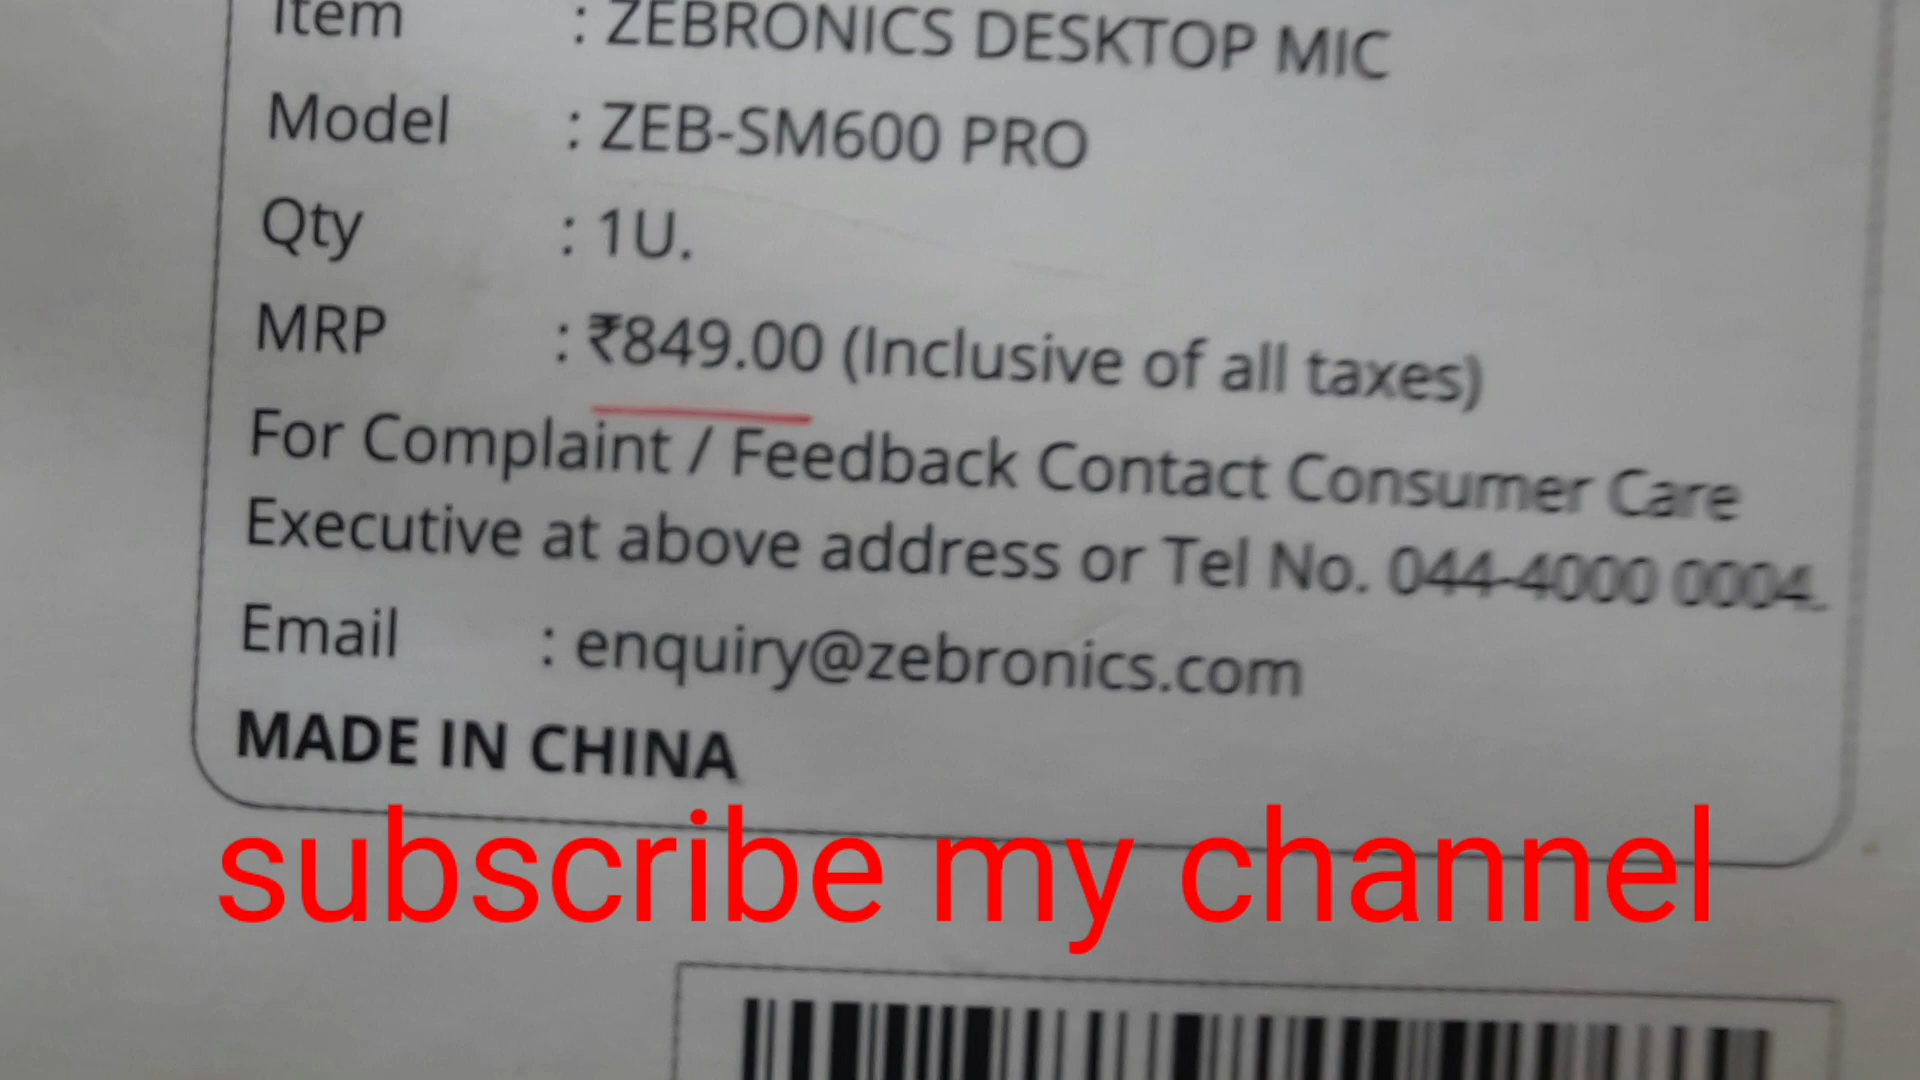 Item : ZEBRONICS DESKTOP MIC
Model : ZEB-SM600 PRO
Qty : 1U.
MRP : ₹849.00 (Inclusive of all taxes)
For Complaint / Feedback Contact Consumer Care
Executive at above address or Tel No. 044-4000 0004.
Email : enquiry@zebronics.com
MADE IN CHINA
subscribe my channel